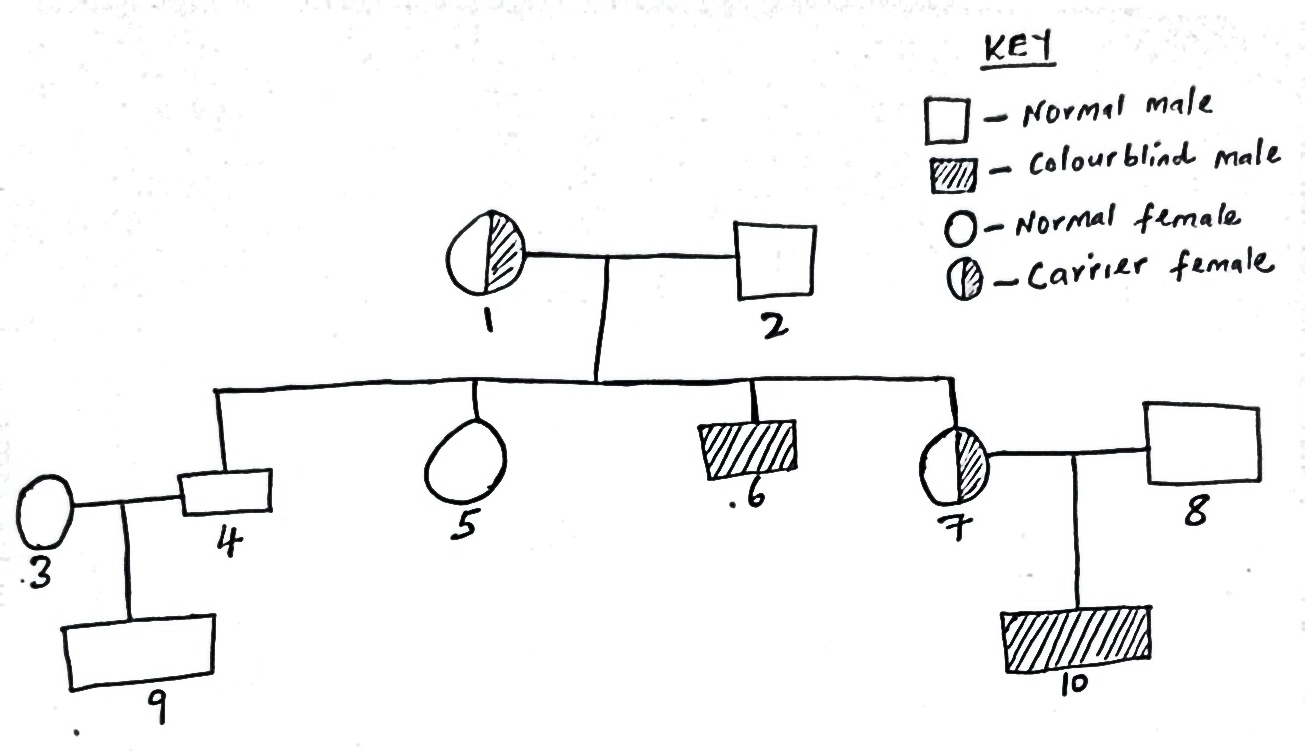 KEY
- Normal male
- Colourblind male
- Normal female
- Carrier female
1
2
3
4
5
6
7
8
9
10